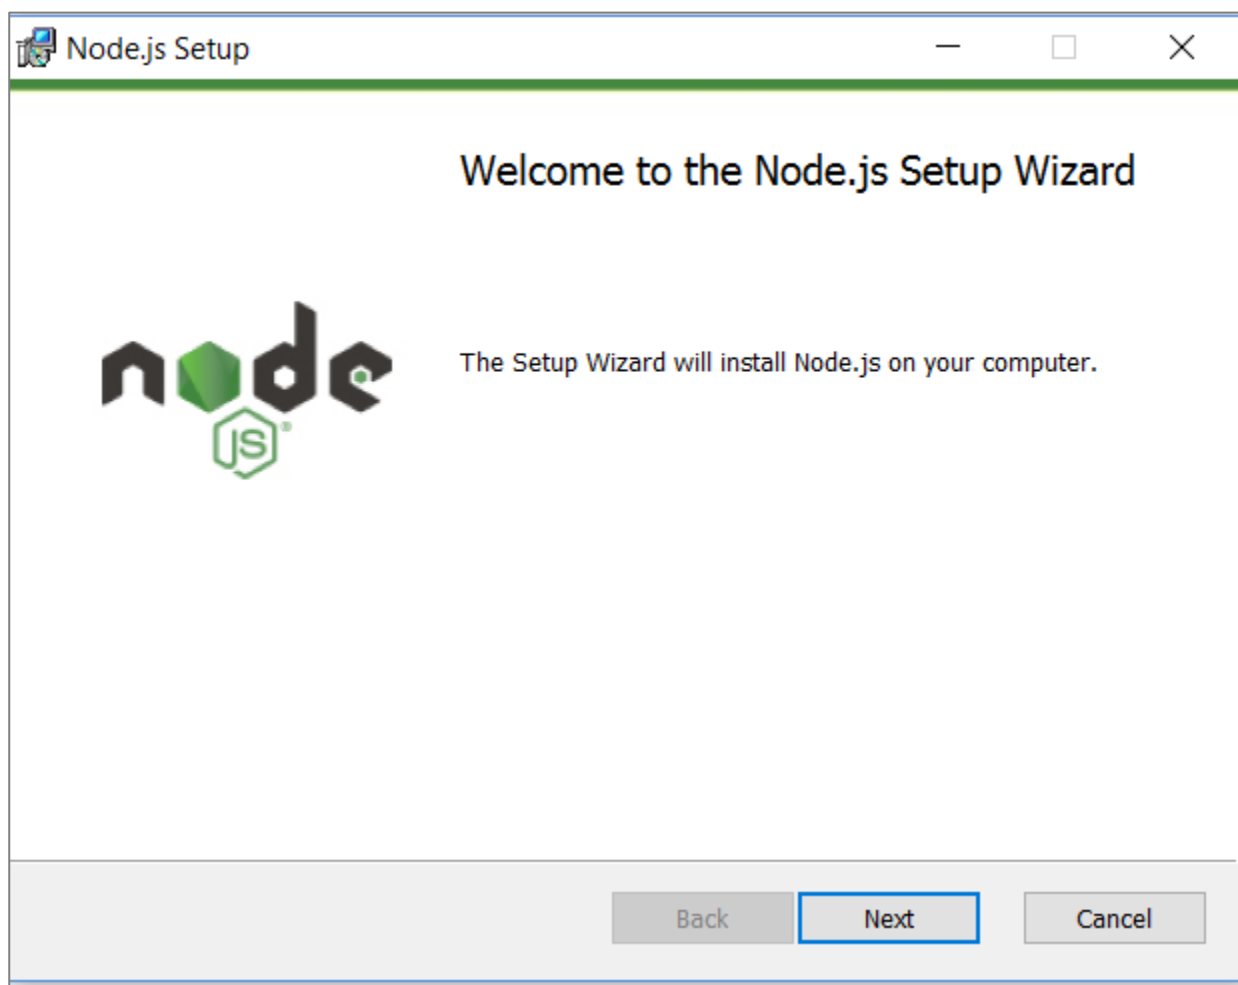 Node.js Setup
Welcome to the Node.js Setup Wizard
The Setup Wizard will install Node.js on your computer.
node
JS®
Back Next Cancel